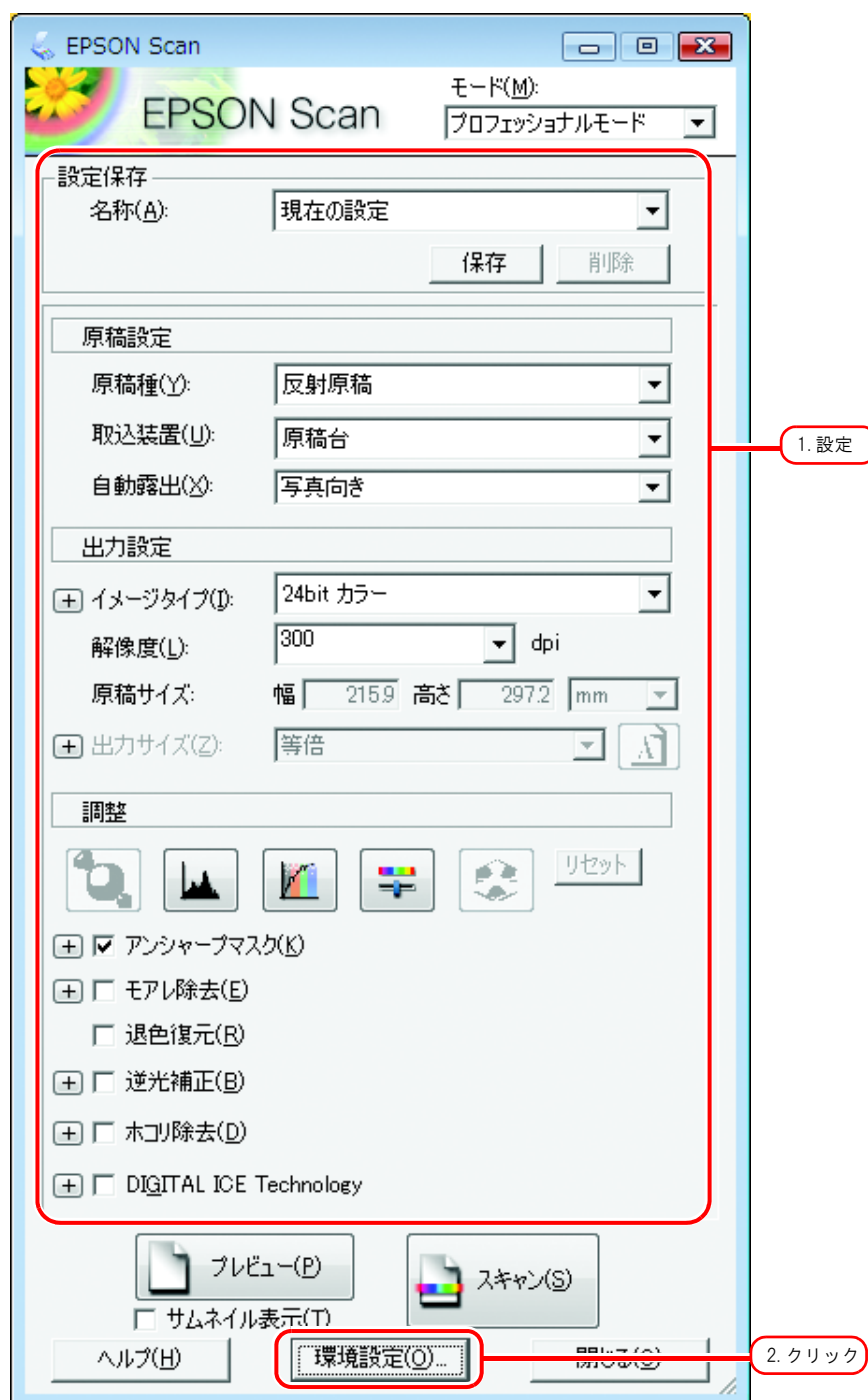 EPSON Scan
EPSON Scan
モード(M):
プロフェッショナルモード
設定保存
名称(A): 現在の設定
保存 削除
原稿設定
原稿種(Y): 反射原稿
取込装置(U): 原稿台
1. 設定
自動露出(X): 写真向き
出力設定
イメージタイプ(I): 24bit カラー
解像度(L): 300 dpi
原稿サイズ: 幅 215.9 高さ 297.2 mm
出力サイズ(Z): 等倍
調整
リセット
アンシャープマスク(K)
モアレ除去(E)
退色復元(R)
逆光補正(B)
ホコリ除去(D)
DIGITAL ICE Technology
プレビュー(P) スキャン(S)
サムネイル表示(T)
ヘルプ(H) 環境設定(O)... 閉じる(C)
2. クリック